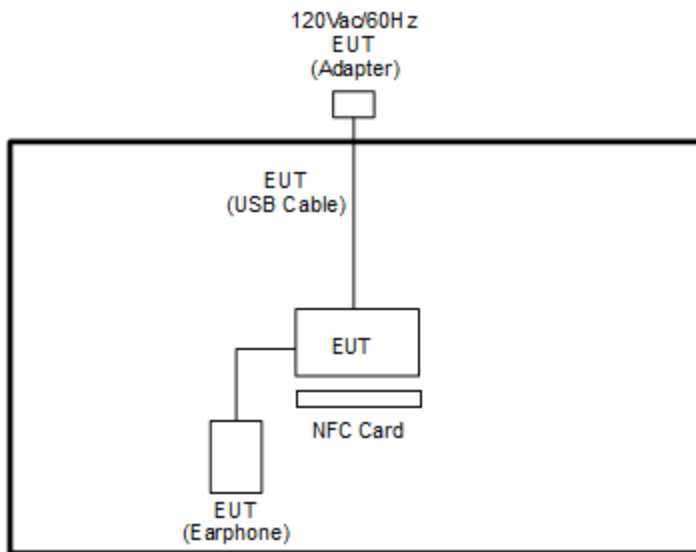 120Vac/60Hz
EUT
(Adapter)
EUT
(USB Cable)
EUT
NFC Card
EUT
(Earphone)